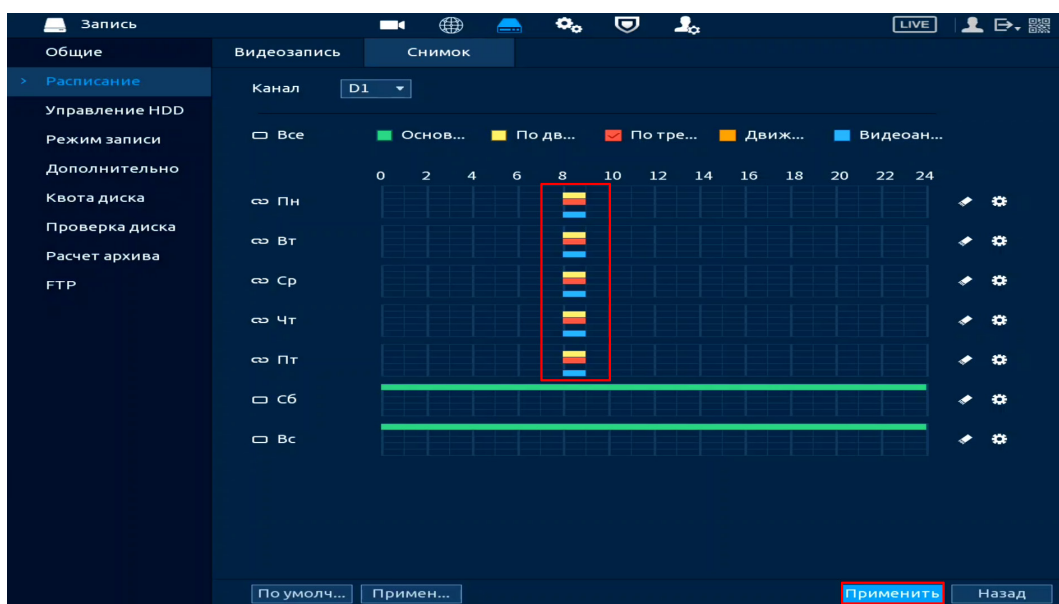 Запись LIVE
Общие
Расписание
Управление HDD
Режим записи
Дополнительно
Квота диска
Проверка диска
Расчет архива
FTP
Видеозапись Снимок
Канал D1
Все Основ... По дв... По тре... Движ... Видеоан...
0 2 4 6 8 10 12 14 16 18 20 22 24
Пн
Вт
Ср
Чт
Пт
Сб
Вс
По умолч... Примен... Применить Назад